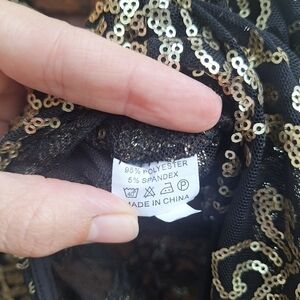 95% POLYESTER
5% SPANDEX
P
MADE IN CHINA